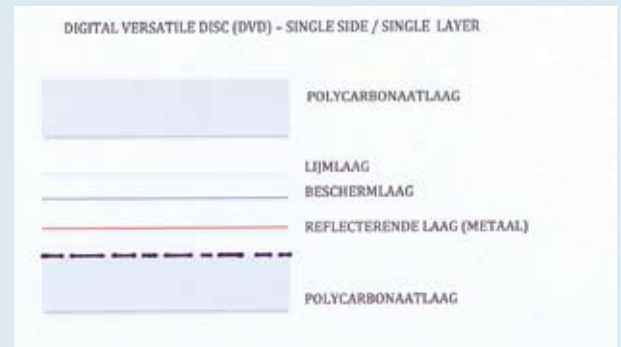 DIGITAL VERSATILE DISC (DVD) – SINGLE SIDE / SINGLE LAYER
POLYCARBONAATLAAG
LIJMLAAG
BESCHERMLAAG
REFLECTERENDE LAAG (METAAL)
POLYCARBONAATLAAG